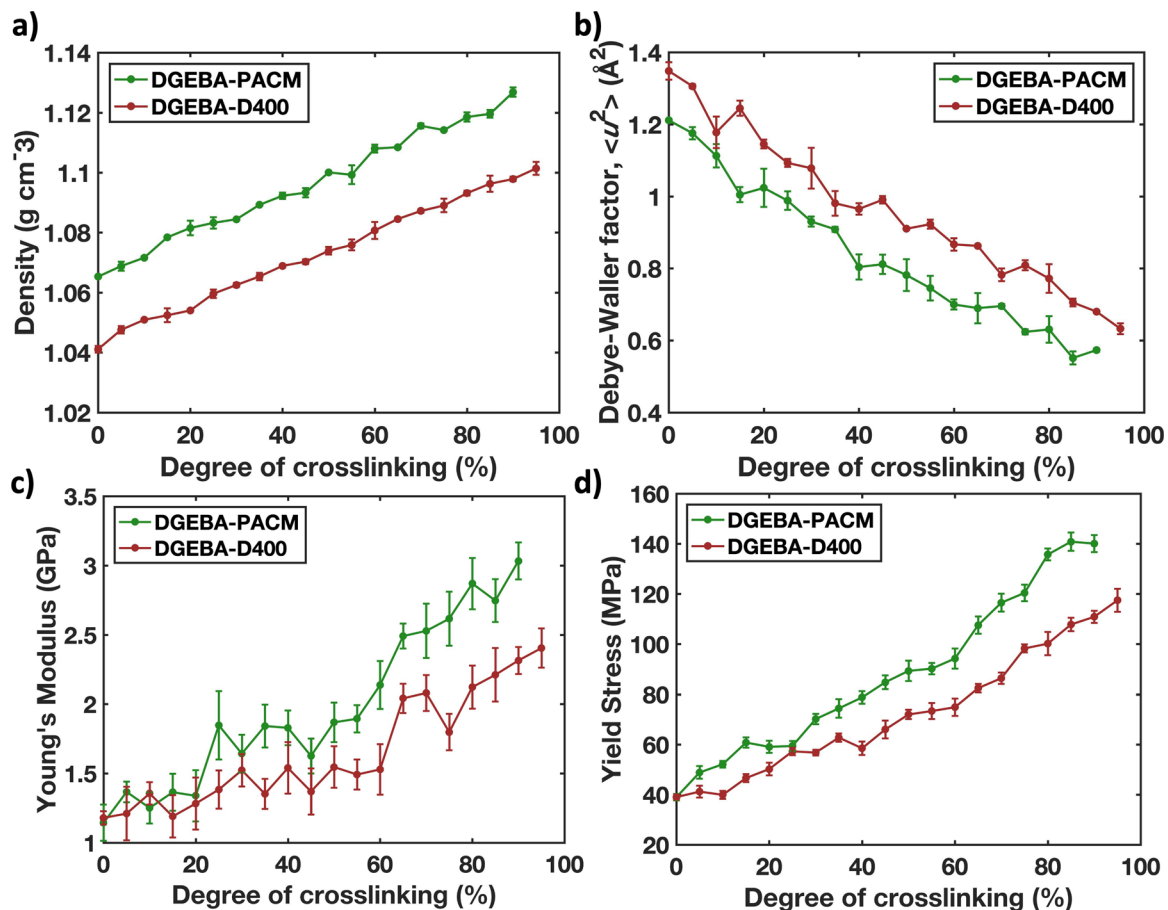 a)
1.14
1.12
1.1
1.08
1.06
1.04
1.02
0 20 40 60 80 100
Density (g cm-3)
Degree of crosslinking (%)
DGEBA-PACM
DGEBA-D400
b)
1.4
1.2
1
0.8
0.6
0.4
0 20 40 60 80 100
Debye-Waller factor, <u²> (Å²)
Degree of crosslinking (%)
DGEBA-PACM
DGEBA-D400
c)
3.5
3
2.5
2
1.5
1
0 20 40 60 80 100
Young's Modulus (GPa)
Degree of crosslinking (%)
DGEBA-PACM
DGEBA-D400
d)
160
140
120
100
80
60
40
20
0 20 40 60 80 100
Yield Stress (MPa)
Degree of crosslinking (%)
DGEBA-PACM
DGEBA-D400